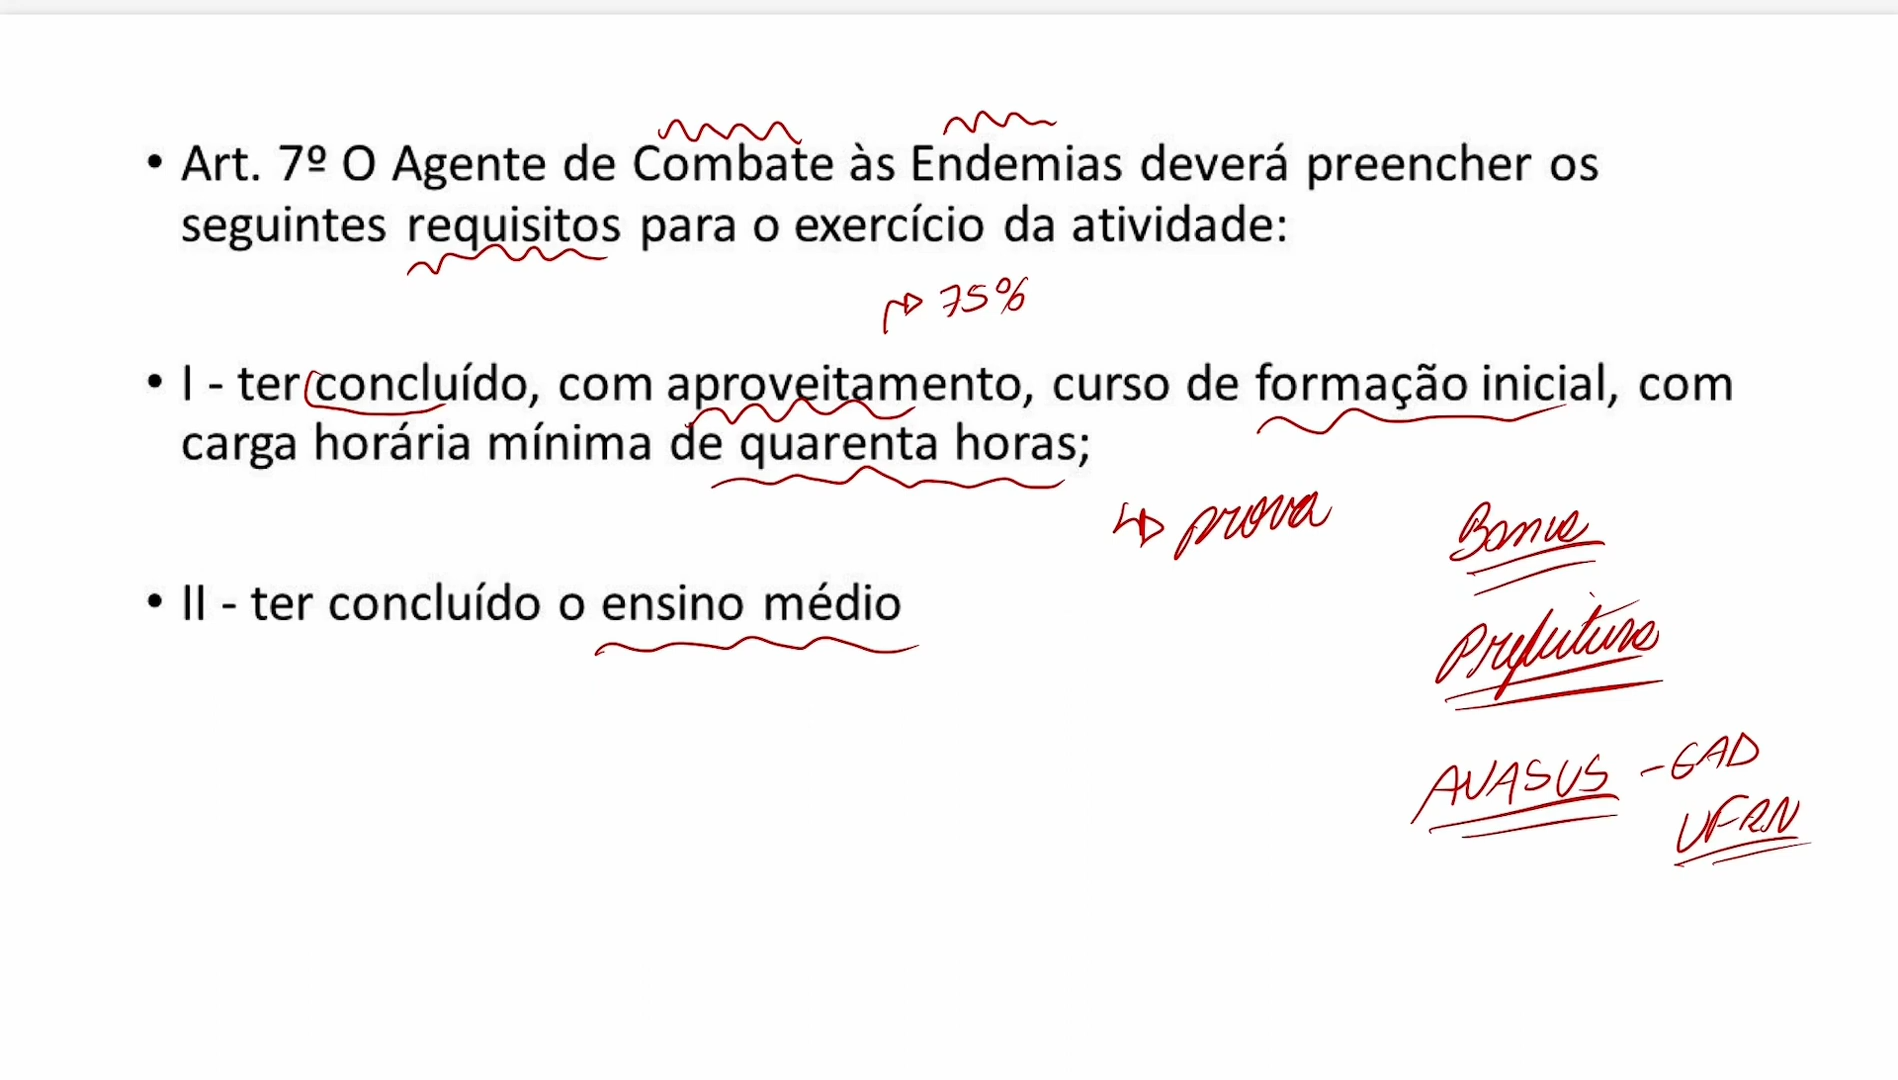 • Art. 7º O Agente de Combate às Endemias deverá preencher os
seguintes requisitos para o exercício da atividade:
75%
• I - ter concluído, com aproveitamento, curso de formação inicial, com
carga horária mínima de quarenta horas;
prova
• II - ter concluído o ensino médio
Prefeitura
AVASUS -
UFRN